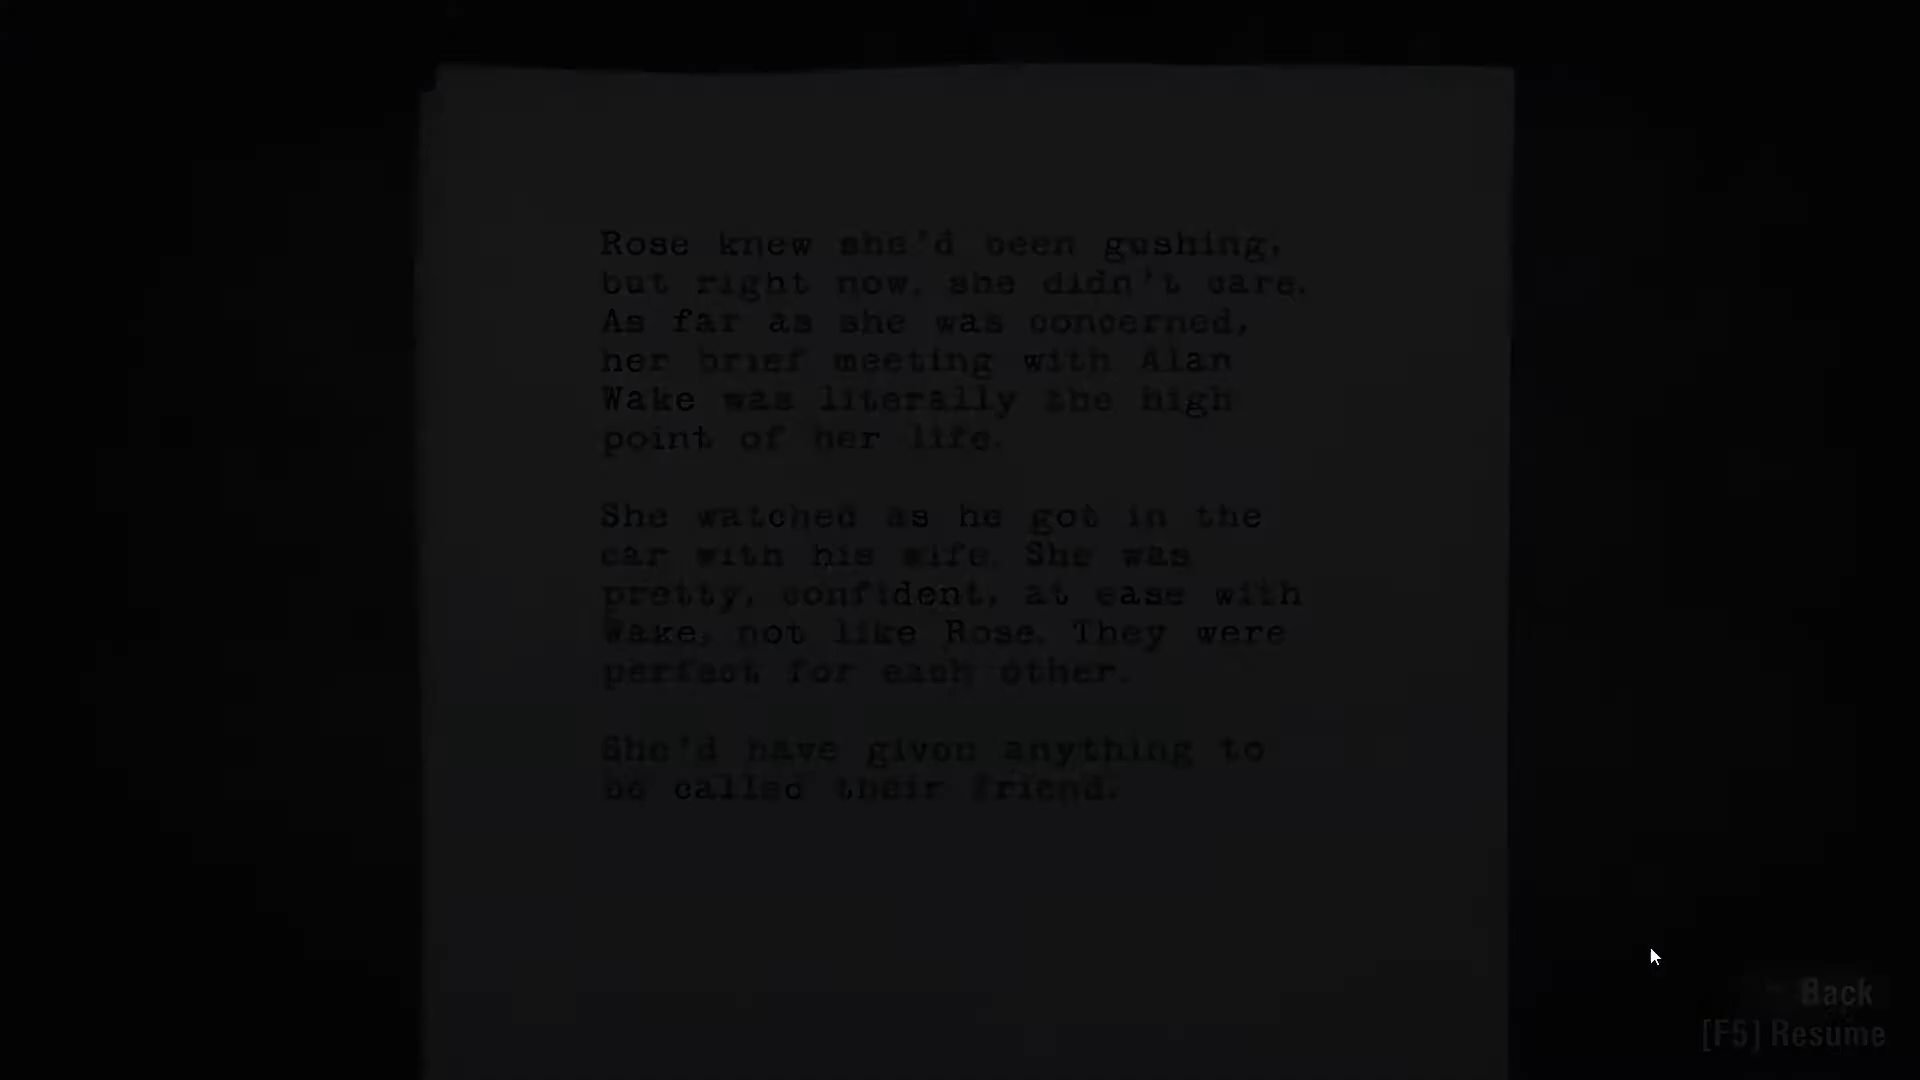 Rose knew she'd been gushing,
but right now, she didn't care.
As far as she was concerned,
her brief meeting with Alan
Wake was literally the high
point of her life.
She watched as he got in the
car with his wife. She was
pretty, confident, at ease with
Wake, not like Rose. They were
perfect for each other.
She'd have given anything to
be called their friend.
Back
[F5] Resume